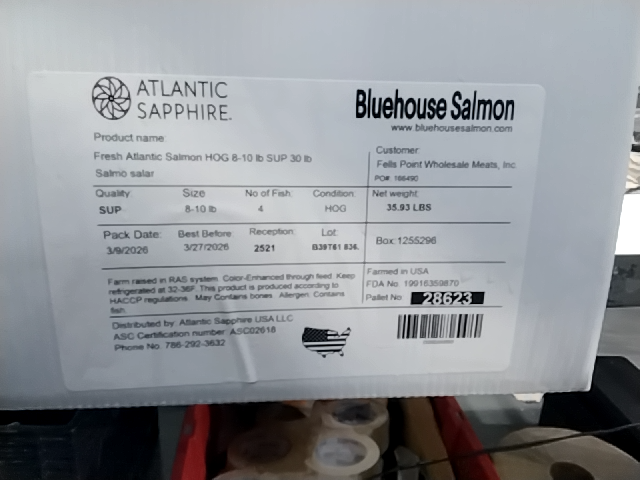 ATLANTIC
SAPPHIRE.
Bluehouse Salmon
www.bluehousesalmon.com
Product name:
Fresh Atlantic Salmon HOG 8-10 lb SUP 30 lb
Salmo salar
Customer:
Fells Point Wholesale Meats, Inc.
PO#: 166490
Quality: Size No of Fish: Condition: Net weight:
SUP 8-10 lb 4 HOG 35.93 LBS
Pack Date: Best Before: Reception: Lot:
3/9/2026 3/27/2026 2521 B39T61 836.
Box: 1255296
Farm raised in RAS system. Color-Enhanced through feed. Keep
refrigerated at 32-36F. This product is produced according to
HACCP regulations. May Contains bones. Allergen: Contains
fish.
Farmed in USA
FDA No: 19916359870
Pallet No: 28623
Distributed by: Atlantic Sapphire USA LLC
ASC Certification number: ASC02618
Phone No: 786-292-3632